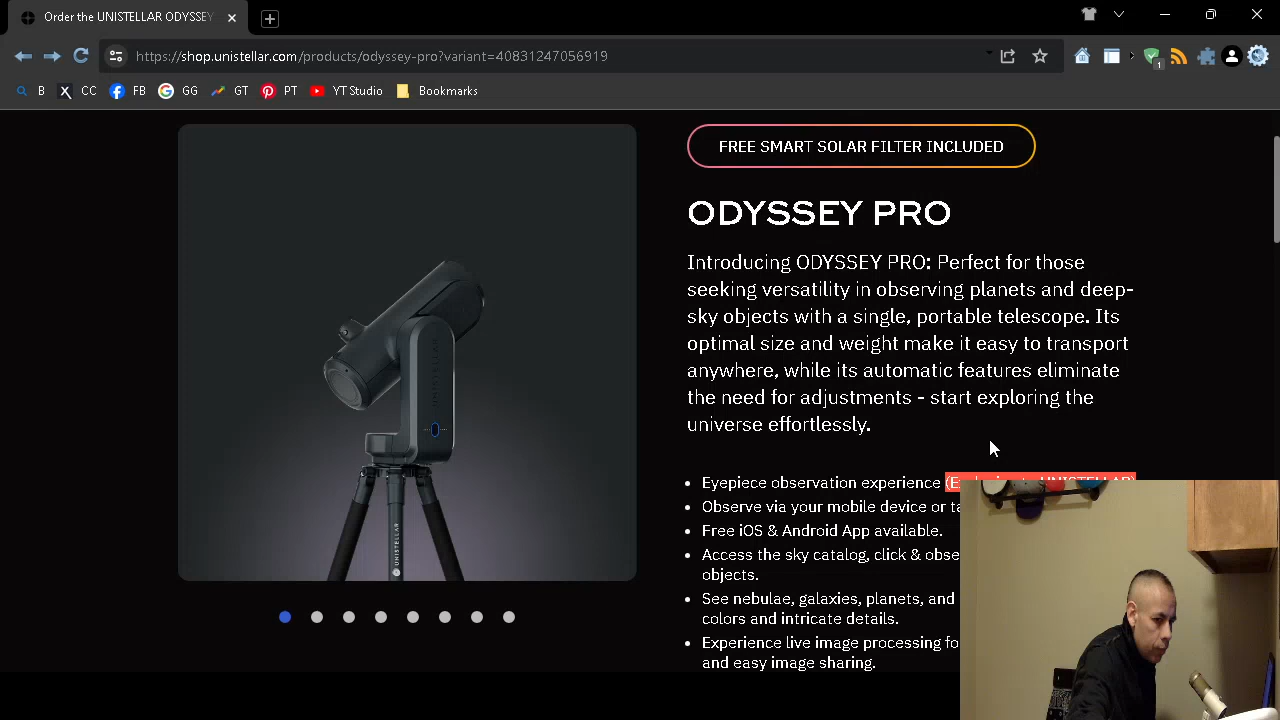 Order the UNISTELLAR ODYSSEY
https://shop.unistellar.com/products/odyssey-pro?variant=40831247056919
1
B
X
CC
FB
GG
GT
PT
YT Studio
Bookmarks
FREE SMART SOLAR FILTER INCLUDED
ODYSSEY PRO
Introducing ODYSSEY PRO: Perfect for those
seeking versatility in observing planets and deep-
sky objects with a single, portable telescope. Its
optimal size and weight make it easy to transport
anywhere, while its automatic features eliminate
the need for adjustments - start exploring the
universe effortlessly.
UNISTELLAR
Eyepiece observation experience
Observe via your mobile device or
Free iOS & Android App available.
Access the sky catalog, click &
objects.
See nebulae, galaxies, planets, and
colors and intricate details.
Experience live image processing
and easy image sharing.